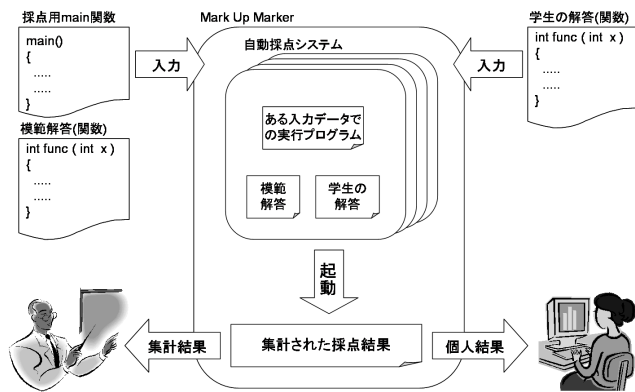 採点用main関数
main()
{
.....
.....
}
模範解答(関数)
int func ( int x )
{
.....
.....
}
入力
Mark Up Marker
自動採点システム
ある入力データで
の実行プログラム
模範
解答
学生の
解答
起
動
集計された採点結果
入力
学生の解答(関数)
int func ( int x )
{
.....
.....
}
集計結果
個人結果